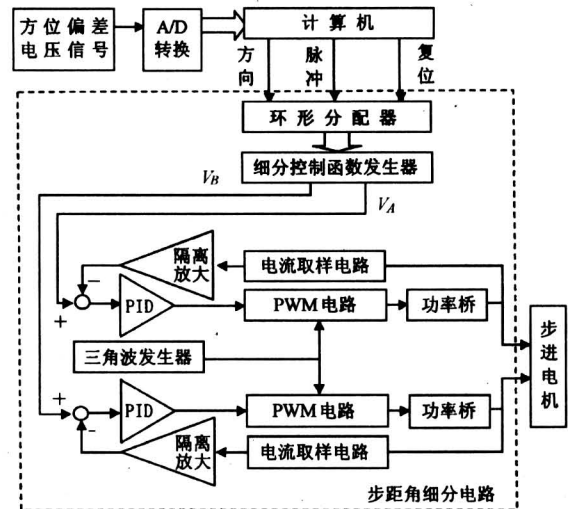 方位偏差
电压信号
A/D
转换
计算机
方向
脉冲
复位
环形分配器
细分控制函数发生器
V_B
V_A
隔离
放大
电流取样电路
−
+
PID
PWM电路
功率桥
三角波发生器
步进电机
+
PID
PWM电路
功率桥
-
隔离
放大
电流取样电路
步距角细分电路